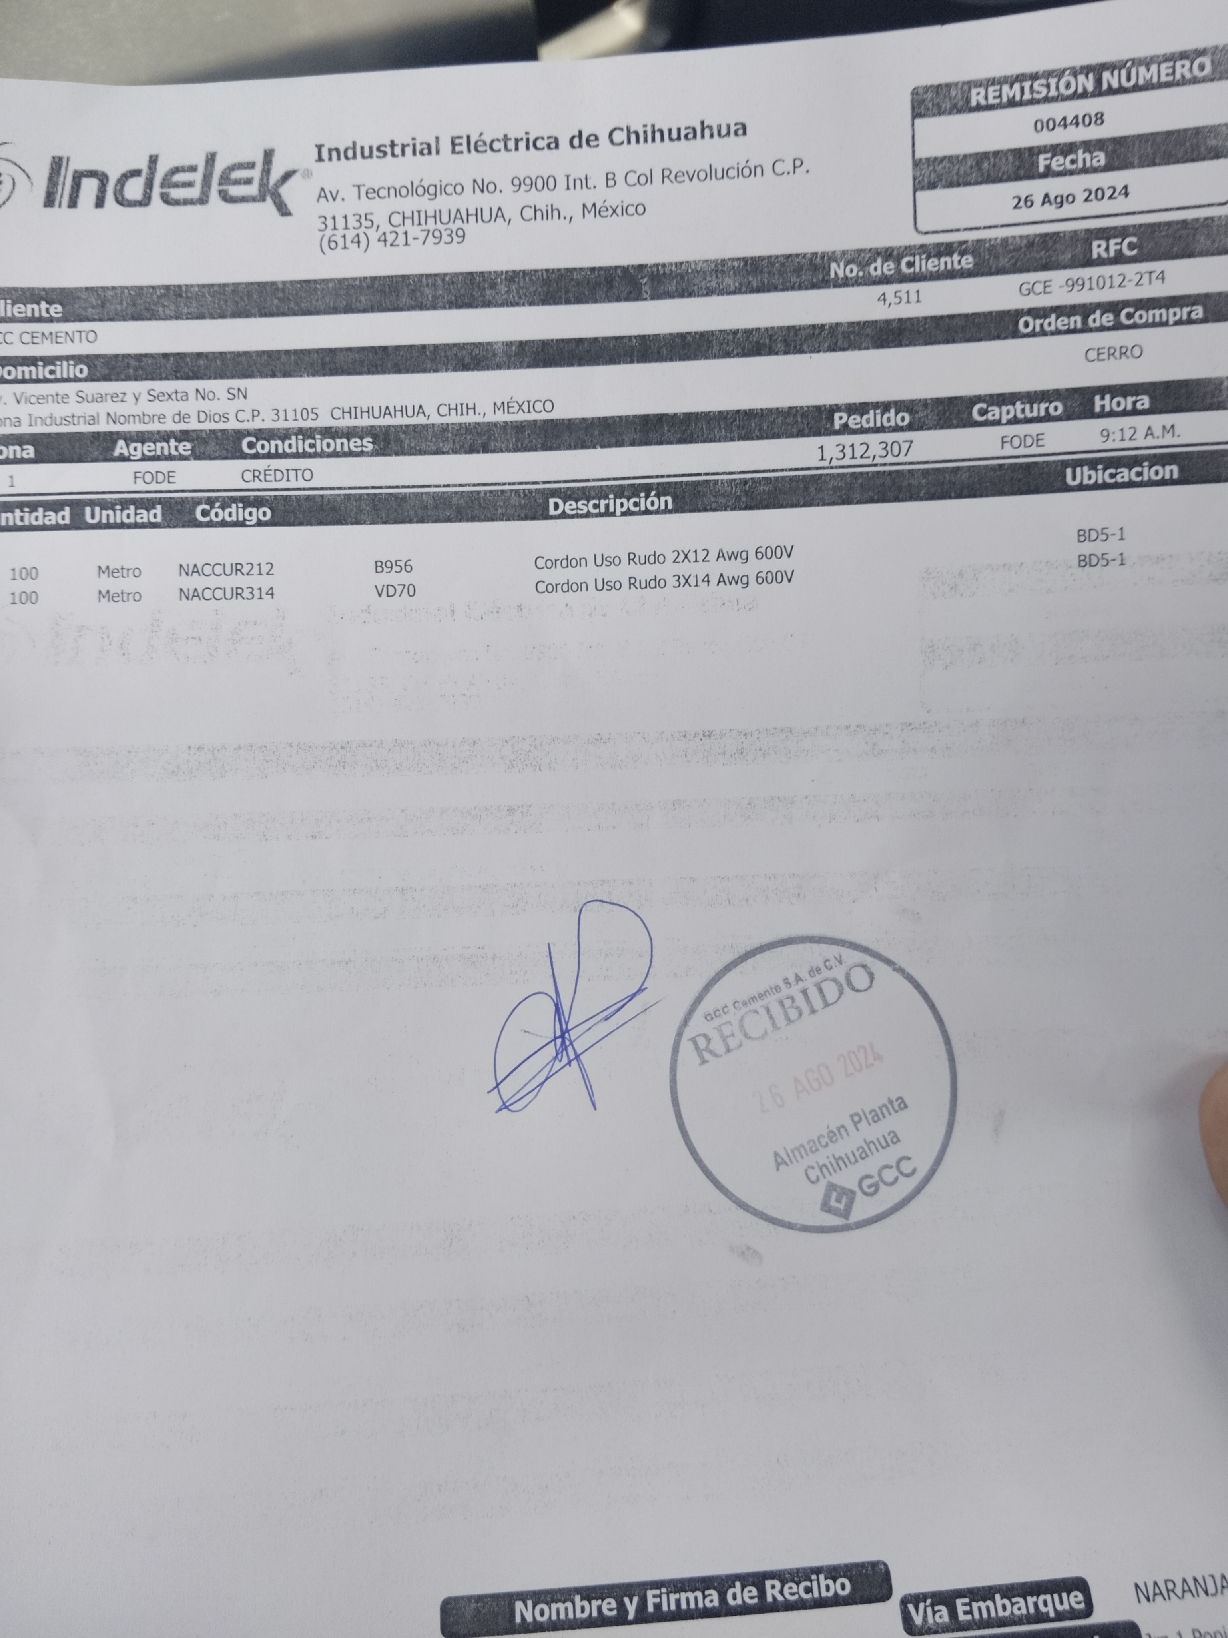 REMISIÓN NÚMERO
004408
Fecha
26 Ago 2024
Indelek®
Industrial Eléctrica de Chihuahua
Av. Tecnológico No. 9900 Int. B Col Revolución C.P.
31135, CHIHUAHUA, Chih., México
(614) 421-7939
liente No. de Cliente RFC
CC CEMENTO 4,511 GCE -991012-2T4
omicilio Orden de Compra
. Vicente Suarez y Sexta No. SN CERRO
ona Industrial Nombre de Dios C.P. 31105 CHIHUAHUA, CHIH., MÉXICO
ona Agente Condiciones Pedido Capturo Hora
1 FODE CRÉDITO 1,312,307 FODE 9:12 A.M.
ntidad Unidad Código Descripción Ubicacion
100 Metro NACCUR212 B956 Cordon Uso Rudo 2X12 Awg 600V BD5-1
100 Metro NACCUR314 VD70 Cordon Uso Rudo 3X14 Awg 600V BD5-1
GCC Cemento S.A. de C.V.
RECIBIDO
26 AGO 2024
Almacén Planta
Chihuahua
GCC
Nombre y Firma de Recibo Vía Embarque NARANJA